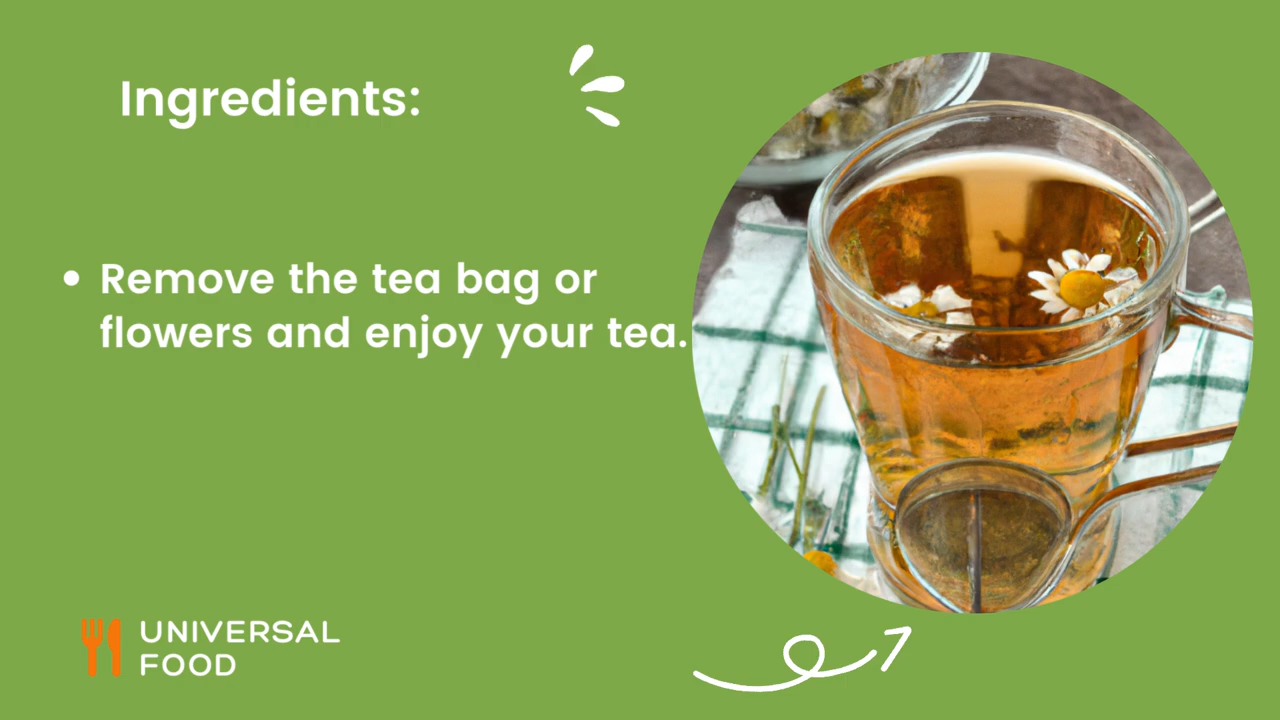 Ingredients:
• Remove the tea bag or
flowers and enjoy your tea.
UNIVERSAL
FOOD